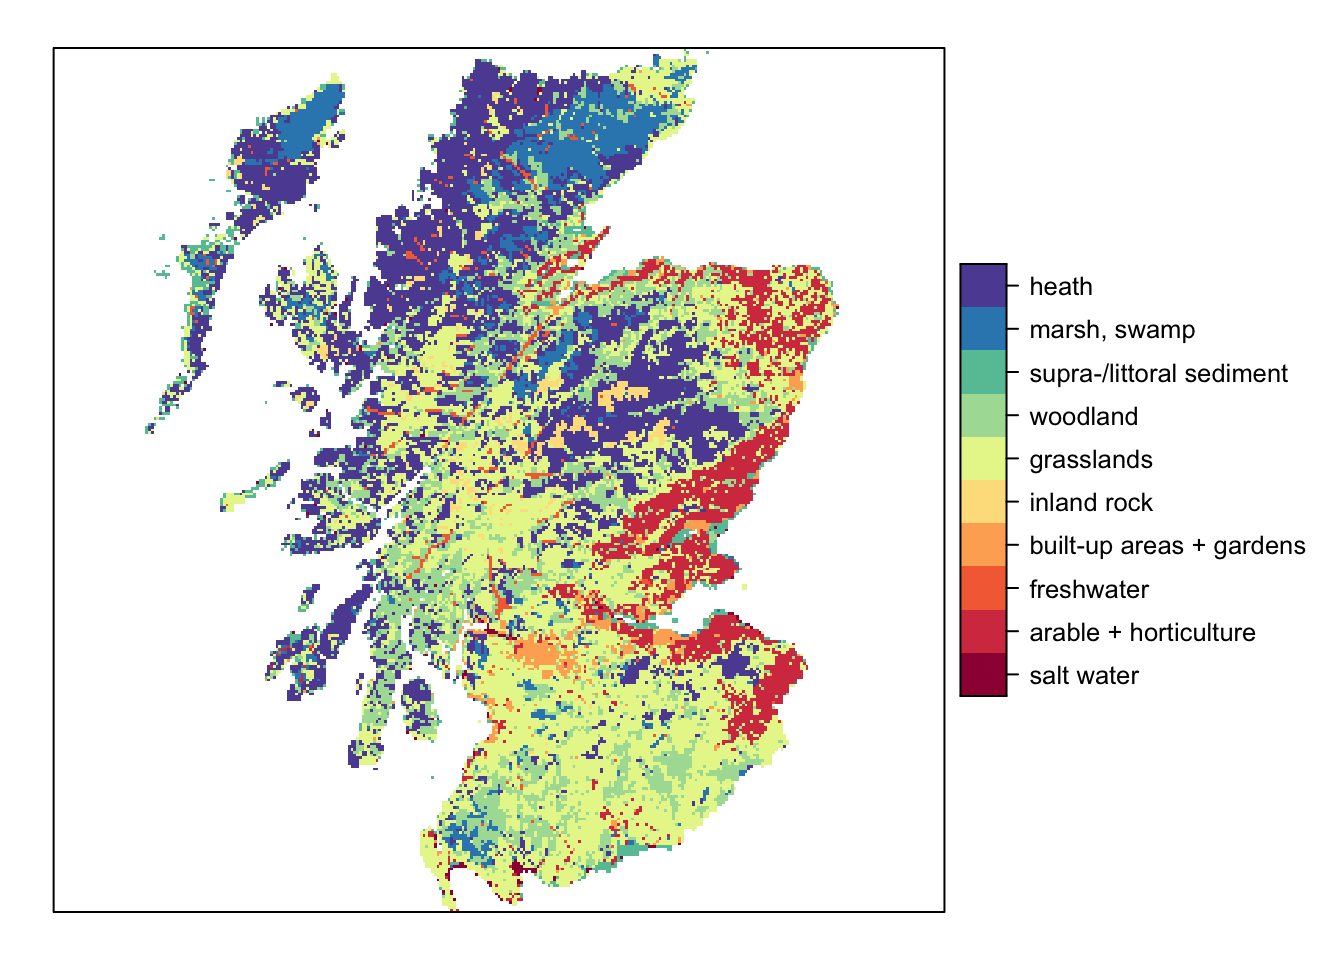 heath
marsh, swamp
supra-/littoral sediment
woodland
grasslands
inland rock
built-up areas + gardens
freshwater
arable + horticulture
salt water